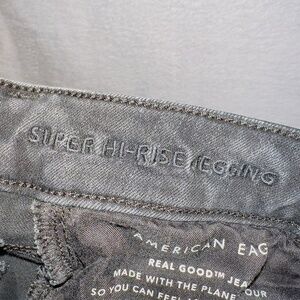 SUPER HI-RISE JEGGING
AMERICAN EAG
REAL GOOD™ JEA
MADE WITH THE PLANE
OUR
SO YOU CAN FEEL